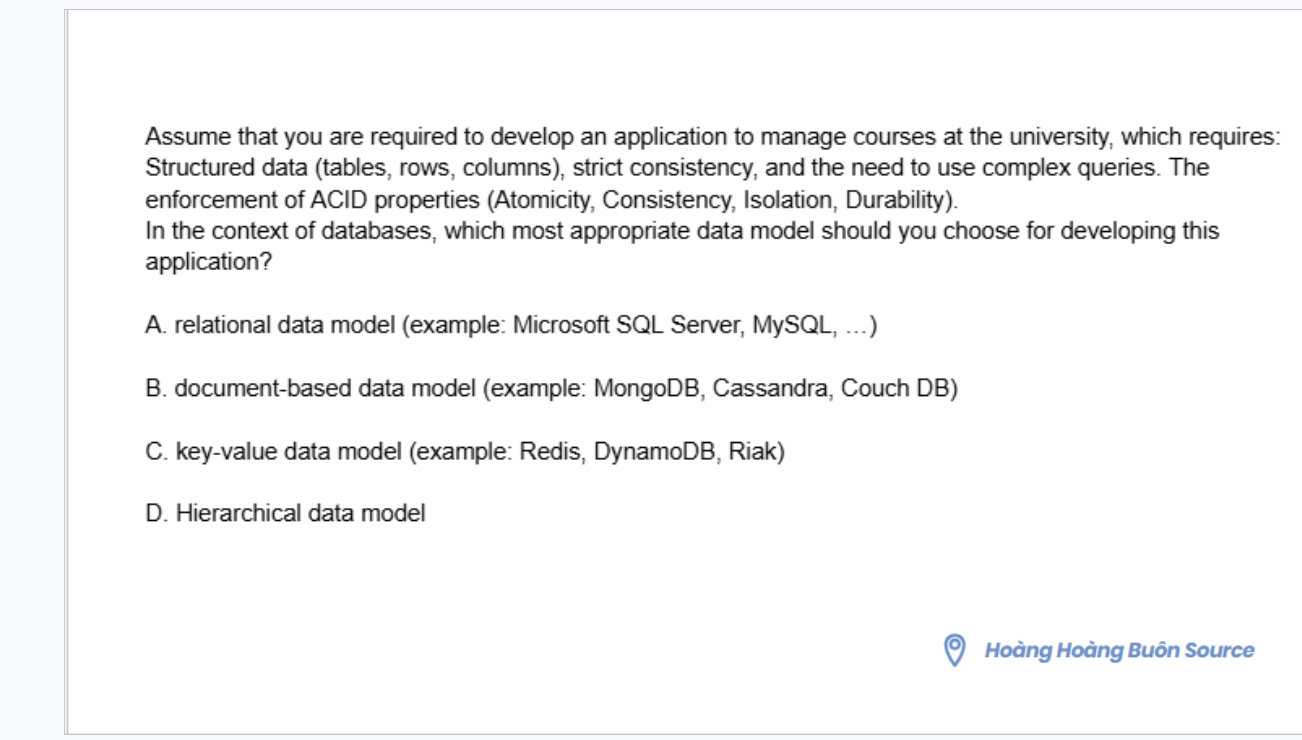 Assume that you are required to develop an application to manage courses at the university, which requires:
Structured data (tables, rows, columns), strict consistency, and the need to use complex queries. The
enforcement of ACID properties (Atomicity, Consistency, Isolation, Durability).
In the context of databases, which most appropriate data model should you choose for developing this
application?
A. relational data model (example: Microsoft SQL Server, MySQL, ...)
B. document-based data model (example: MongoDB, Cassandra, Couch DB)
C. key-value data model (example: Redis, DynamoDB, Riak)
D. Hierarchical data model
Hoàng Hoàng Buôn Source